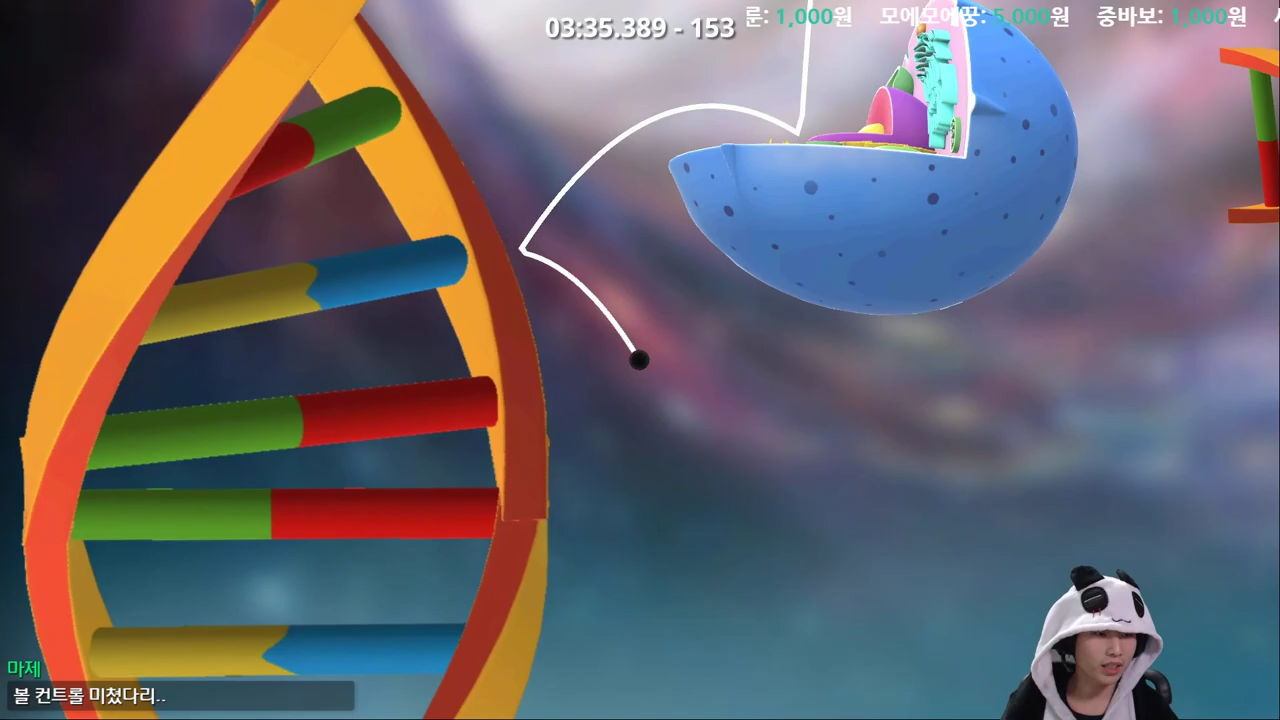 03:35.389 - 153
룬: 1,000원 모에모에꿍: 5,000원 중바보: 1,000원
마제
볼 컨트롤 미쳤다리..